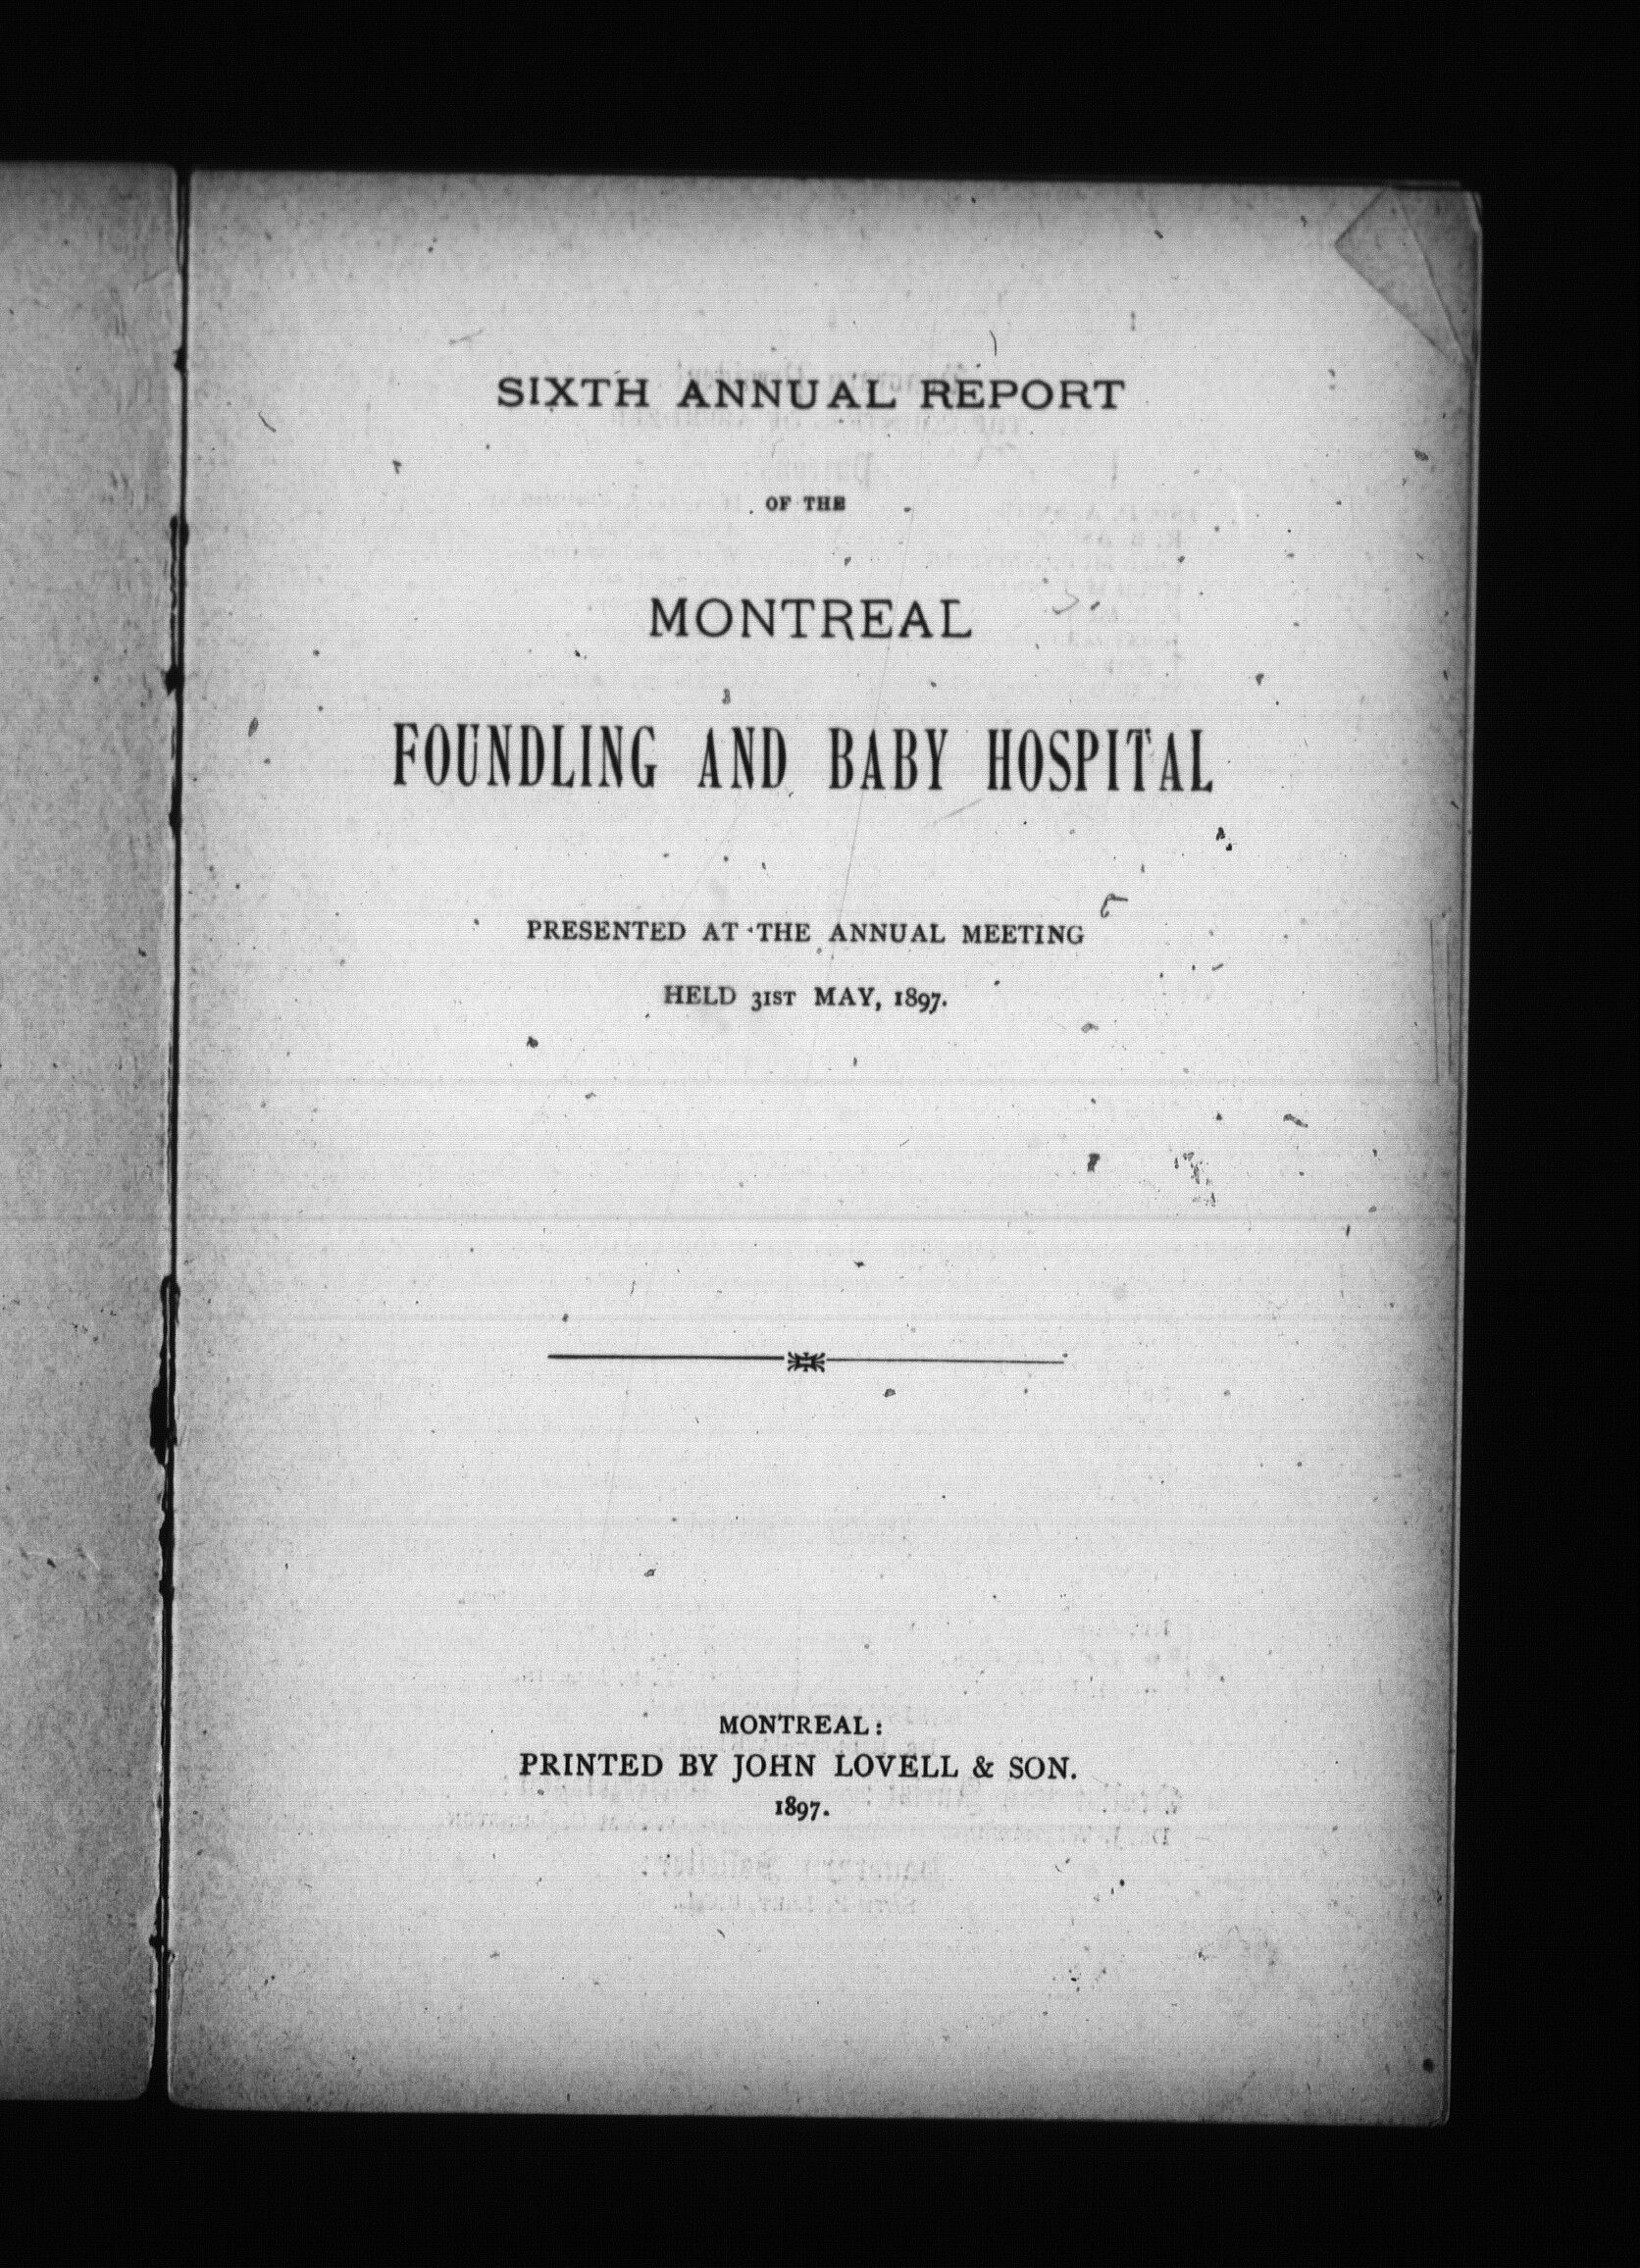 SIXTH ANNUAL REPORT
OF THE
MONTREAL
FOUNDLING AND BABY HOSPITAL
PRESENTED AT THE ANNUAL MEETING
HELD 31ST MAY, 1897.
MONTREAL:
PRINTED BY JOHN LOVELL & SON.
1897.